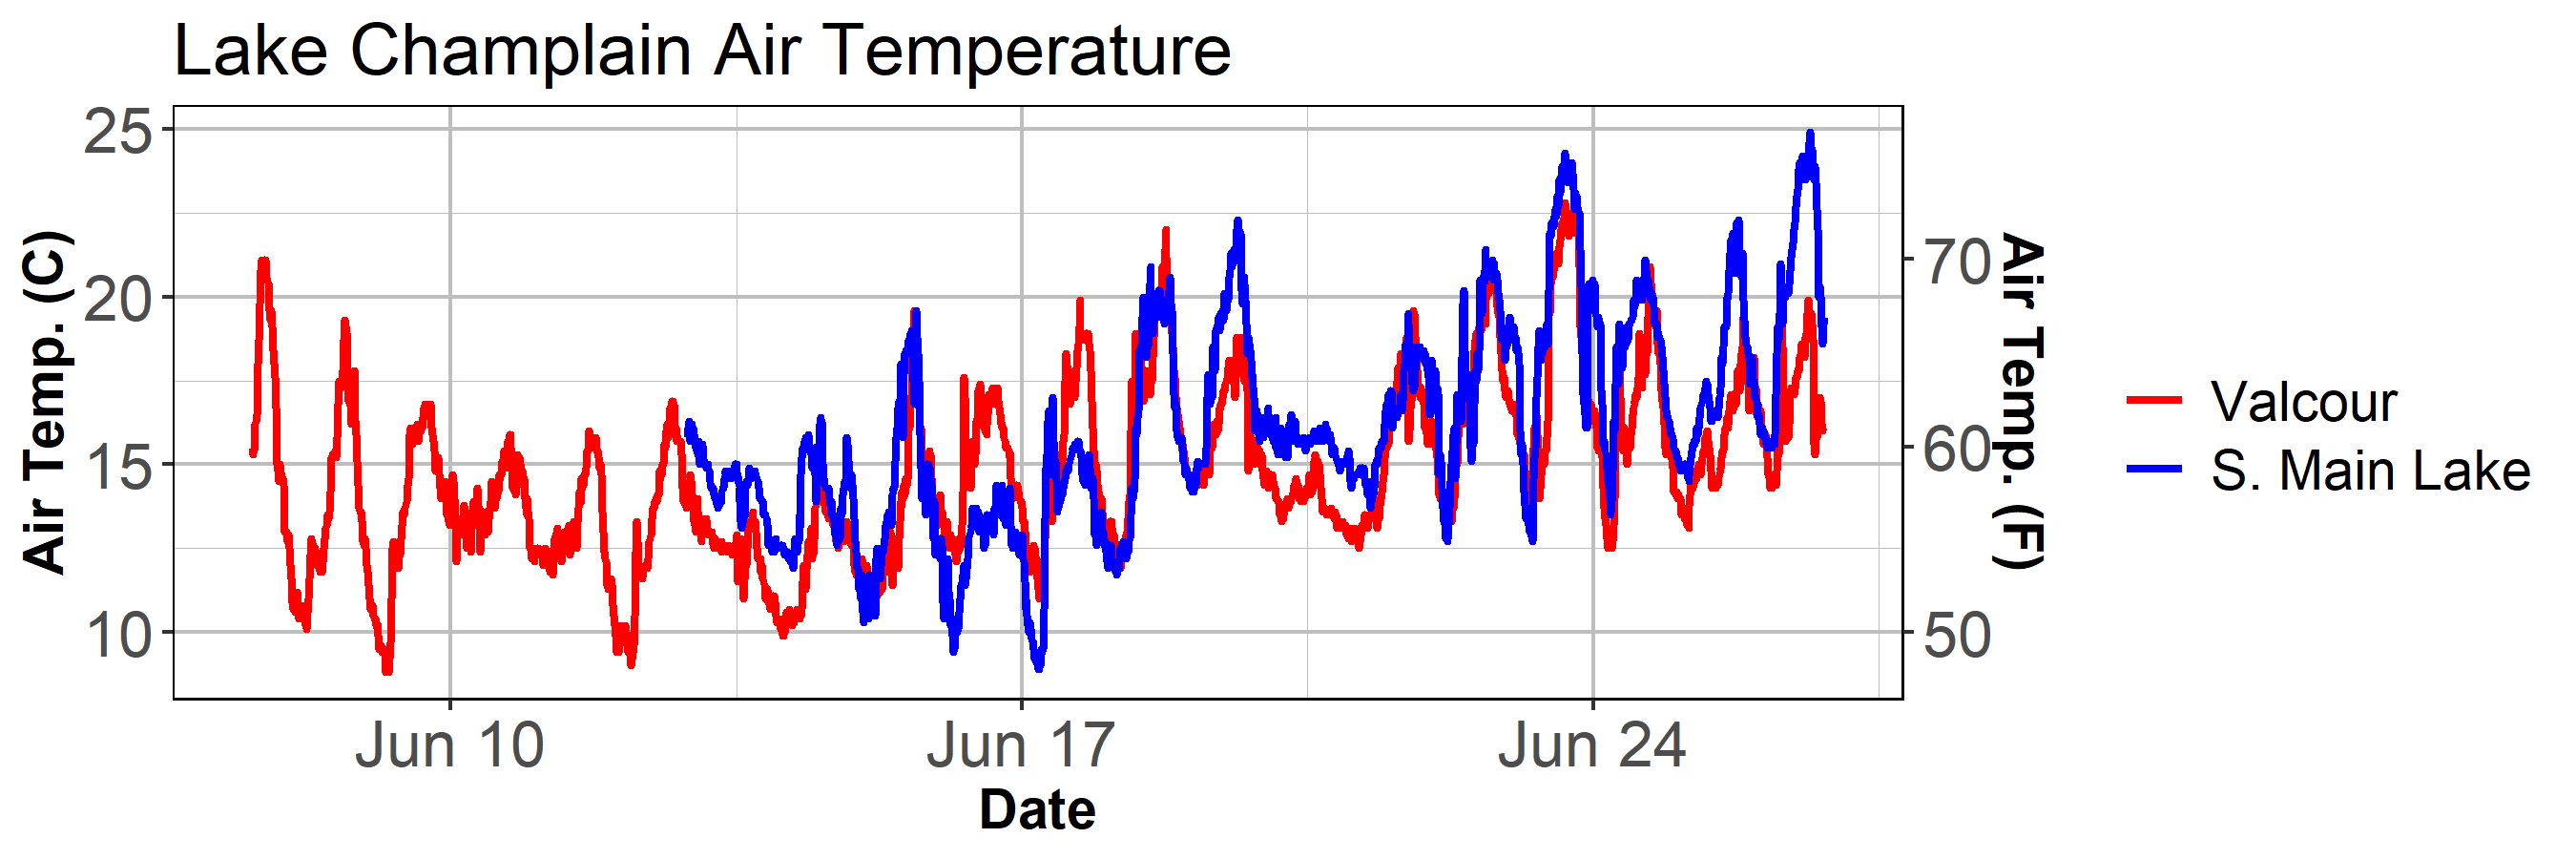 Lake Champlain Air Temperature
Air Temp. (C)
25
20
15
10
70
60
50
Air Temp. (F)
Jun 10
Jun 17
Jun 24
Date
Valcour
S. Main Lake